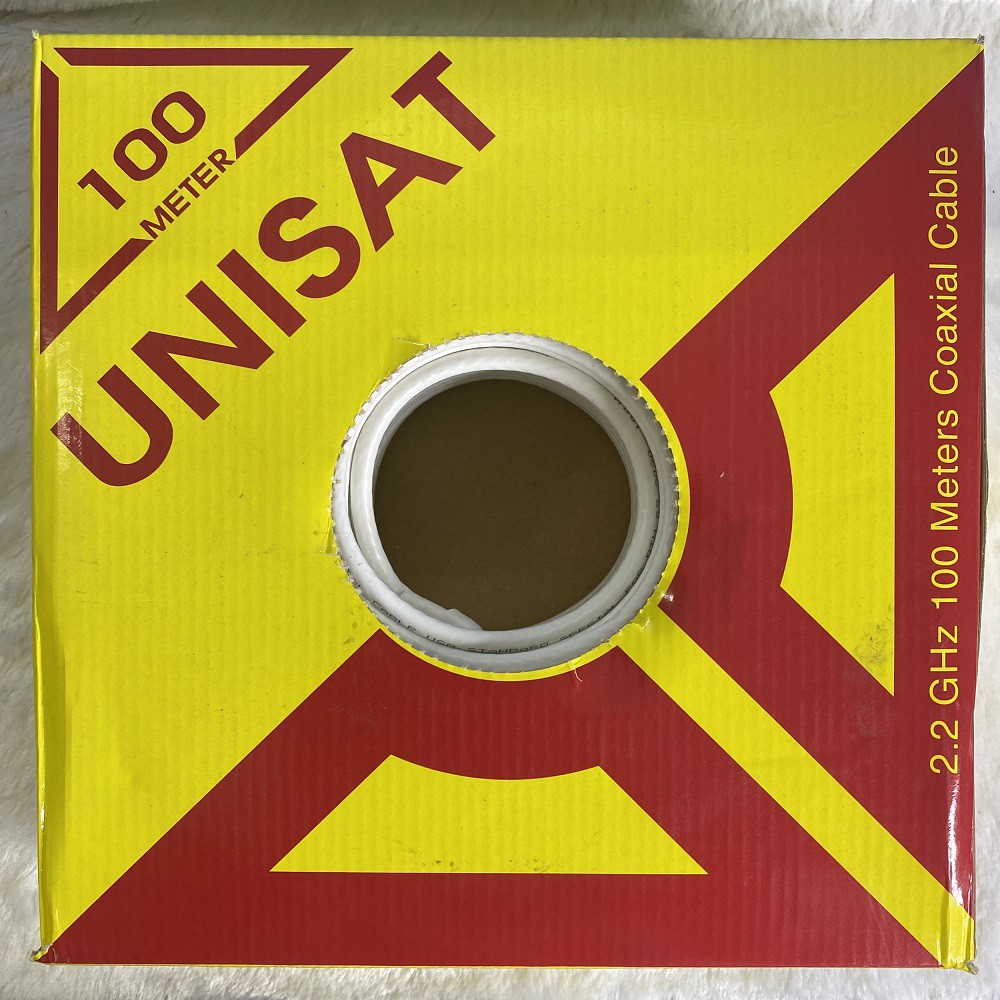 100
METER
UNISAT
2.2 GHz 100 Meters Coaxial Cable